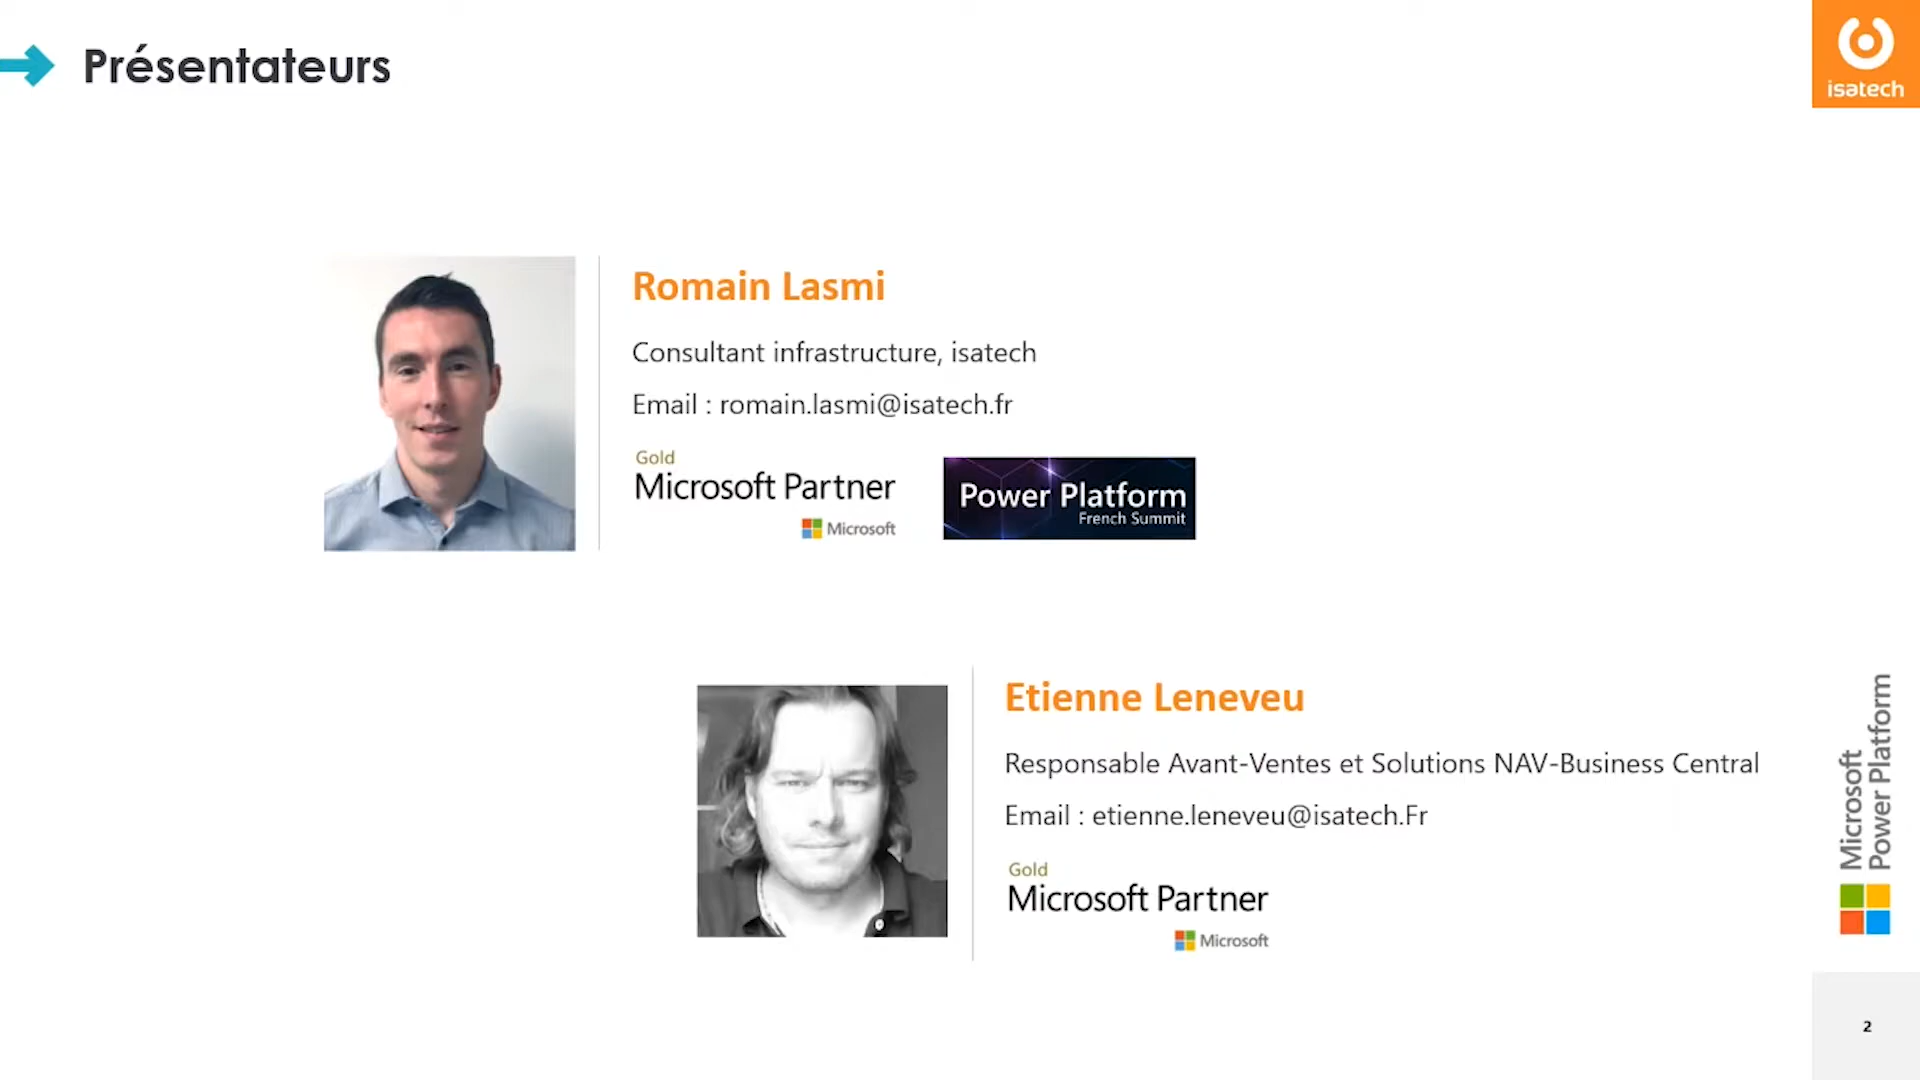 Présentateurs
isatech
Romain Lasmi
Consultant infrastructure, isatech
Email : romain.lasmi@isatech.fr
Gold
Microsoft Partner
Microsoft
Power Platform
French Summit
Etienne Leneveu
Responsable Avant-Ventes et Solutions NAV-Business Central
Email : etienne.leneveu@isatech.Fr
Gold
Microsoft Partner
Microsoft
Microsoft
Power Platform
2